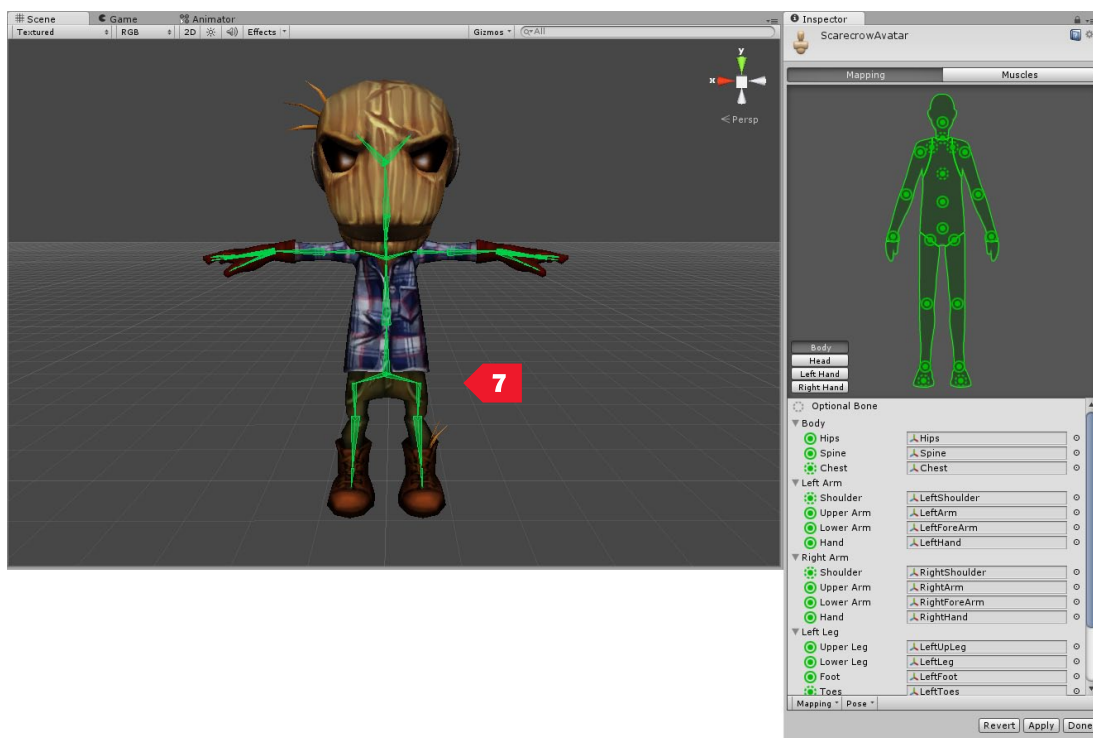 Scene Game Animator
Textured RGB 2D Effects Gizmos All
y
x
Persp
7
Inspector
ScarecrowAvatar
Mapping Muscles
Body
Head
Left Hand
Right Hand
Optional Bone
Body
Hips Hips
Spine Spine
Chest Chest
Left Arm
Shoulder LeftShoulder
Upper Arm LeftArm
Lower Arm LeftForeArm
Hand LeftHand
Right Arm
Shoulder RightShoulder
Upper Arm RightArm
Lower Arm RightForeArm
Hand RightHand
Left Leg
Upper Leg LeftUpLeg
Lower Leg LeftLeg
Foot LeftFoot
Toes LeftToes
Mapping Pose
Revert Apply Done